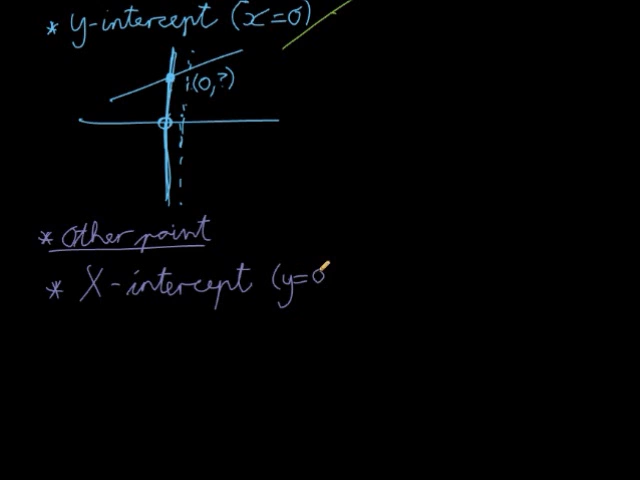 * y-intercept (x=0)
(0,?)
* Other point
* X-intercept (y=0